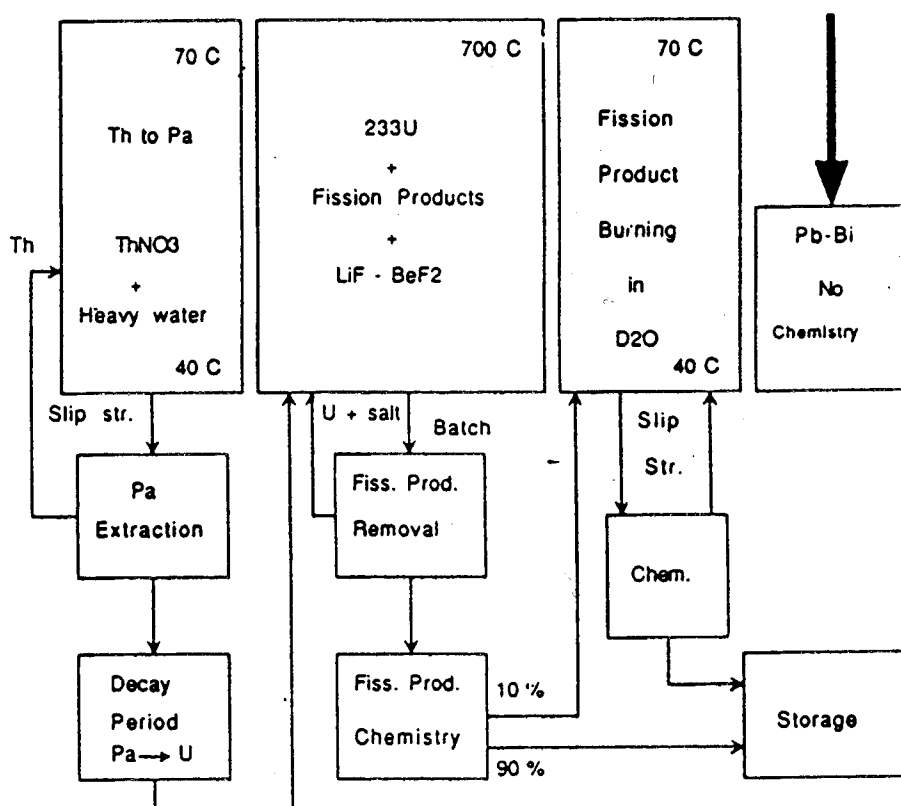 70 C
Th to Pa
ThNO3
+
Heavy water
40 C
700 C
233U
+
Fission Products
+
LiF - BeF2
70 C
Fission
Product
Burning
in
D2O
40 C
Pb-Bi
No
Chemistry
Th
Slip str.
U + salt
Batch
Slip
Str.
Pa
Extraction
Fiss. Prod.
Removal
Chem.
Decay
Period
Pa → U
Fiss. Prod.
Chemistry
10 %
90 %
Storage